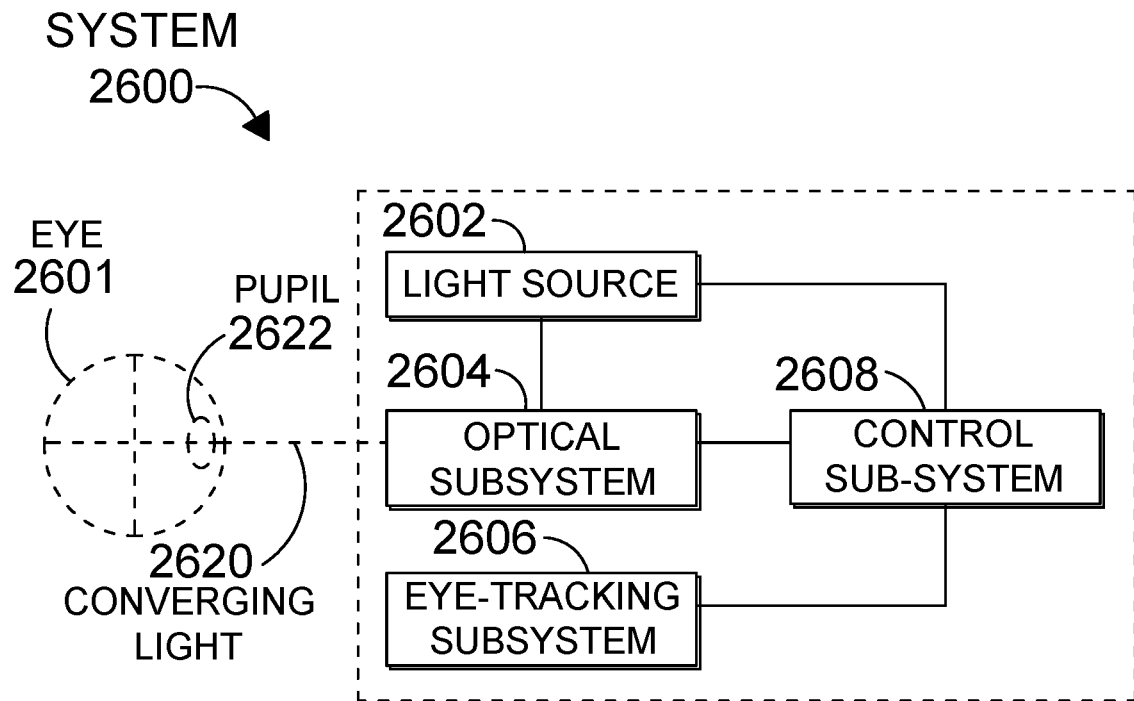 SYSTEM
2600
EYE
2601
PUPIL
2622
2602
LIGHT SOURCE
2604
OPTICAL
SUBSYSTEM
2608
CONTROL
SUB-SYSTEM
2606
EYE-TRACKING
SUBSYSTEM
2620
CONVERGING
LIGHT